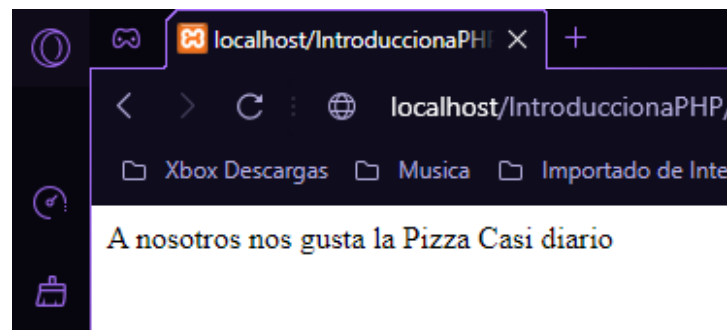 localhost/IntroduccionaPH
localhost/IntroduccionaPHP/
Xbox Descargas Musica Importado de Inte
A nosotros nos gusta la Pizza Casi diario